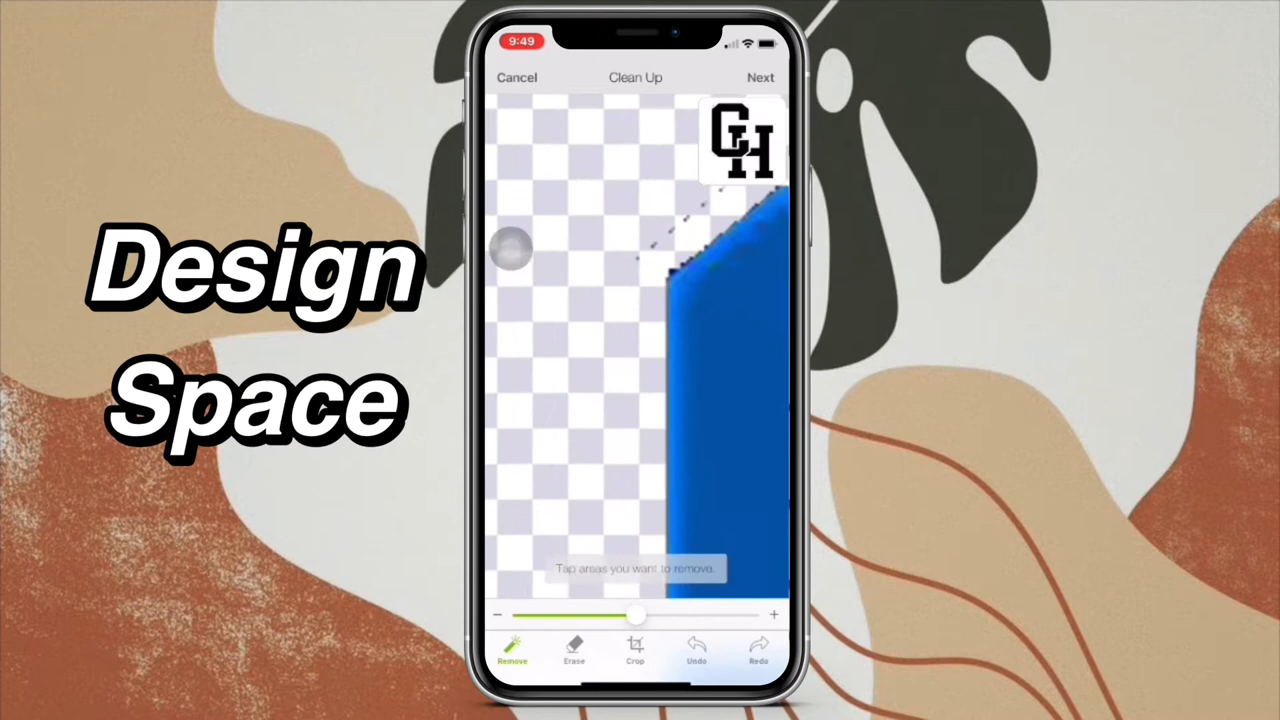 Design
Space
9:49
Cancel
Clean Up
Next
GH
Tap areas you want to remove.
Remove
Erase
Crop
Undo
Redo